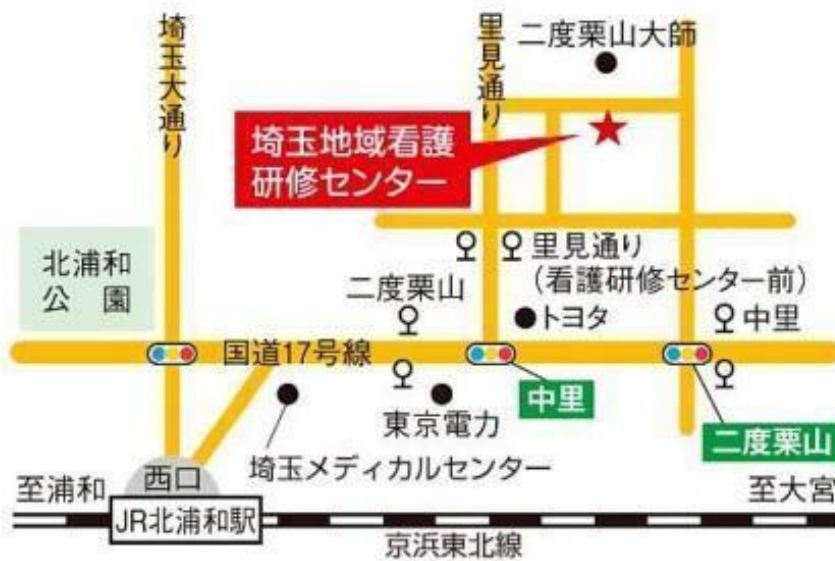 埼玉大通り
里見通り
二度栗山大師
埼玉地域看護
研修センター
北浦和
公園
二度栗山
里見通り
(看護研修センター前)
トヨタ
中里
国道17号線
中里
東京電力
二度栗山
埼玉メディカルセンター
至浦和
西口
至大宮
JR北浦和駅
京浜東北線